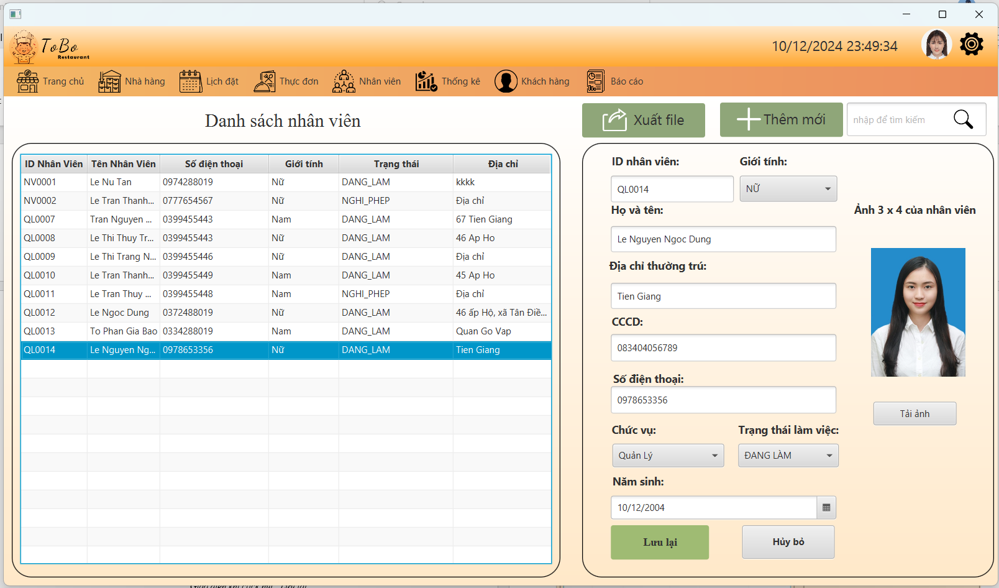 ToBo
Restaurant
10/12/2024 23:49:34
Trang chủ
Nhà hàng
Lịch đặt
Thực đơn
Nhân viên
Thống kê
Khách hàng
Báo cáo
Danh sách nhân viên
Xuất file
Thêm mới
nhập để tìm kiếm
ID Nhân Viên Tên Nhân Viên Số điện thoại Giới tính Trạng thái Địa chỉ
NV0001 Le Nu Tan 0974288019 Nữ DANG_LAM kkkk
NV0002 Le Tran Thanh... 0777654567 Nữ NGHI_PHEP Địa chỉ
QL0007 Tran Nguyen ... 0399455443 Nam DANG_LAM 67 Tien Giang
QL0008 Le Thi Thuy Tr... 0399455443 Nữ DANG_LAM 46 Ap Ho
QL0009 Le Thi Trang N... 0399455446 Nữ DANG_LAM Địa chỉ
QL0010 Le Tran Thanh... 0399455449 Nam DANG_LAM 45 Ap Ho
QL0011 Le Tran Thuy ... 0399455448 Nam NGHI_PHEP Địa chỉ
QL0012 Le Ngoc Dung 0372488019 Nữ DANG_LAM 46 ấp Hộ, xã Tân Điề...
QL0013 To Phan Gia Bao 0334288019 Nam DANG_LAM Quan Go Vap
QL0014 Le Nguyen Ng... 0978653356 Nữ DANG_LAM Tien Giang
ID nhân viên: Giới tính:
QL0014 NỮ
Họ và tên:
Ảnh 3 x 4 của nhân viên
Le Nguyen Ngoc Dung
Địa chỉ thường trú:
Tien Giang
CCCD:
083404056789
Số điện thoại:
0978653356
Tải ảnh
Chức vụ: Trạng thái làm việc:
Quản Lý ĐANG LÀM
Năm sinh:
10/12/2004
Lưu lại
Hủy bỏ